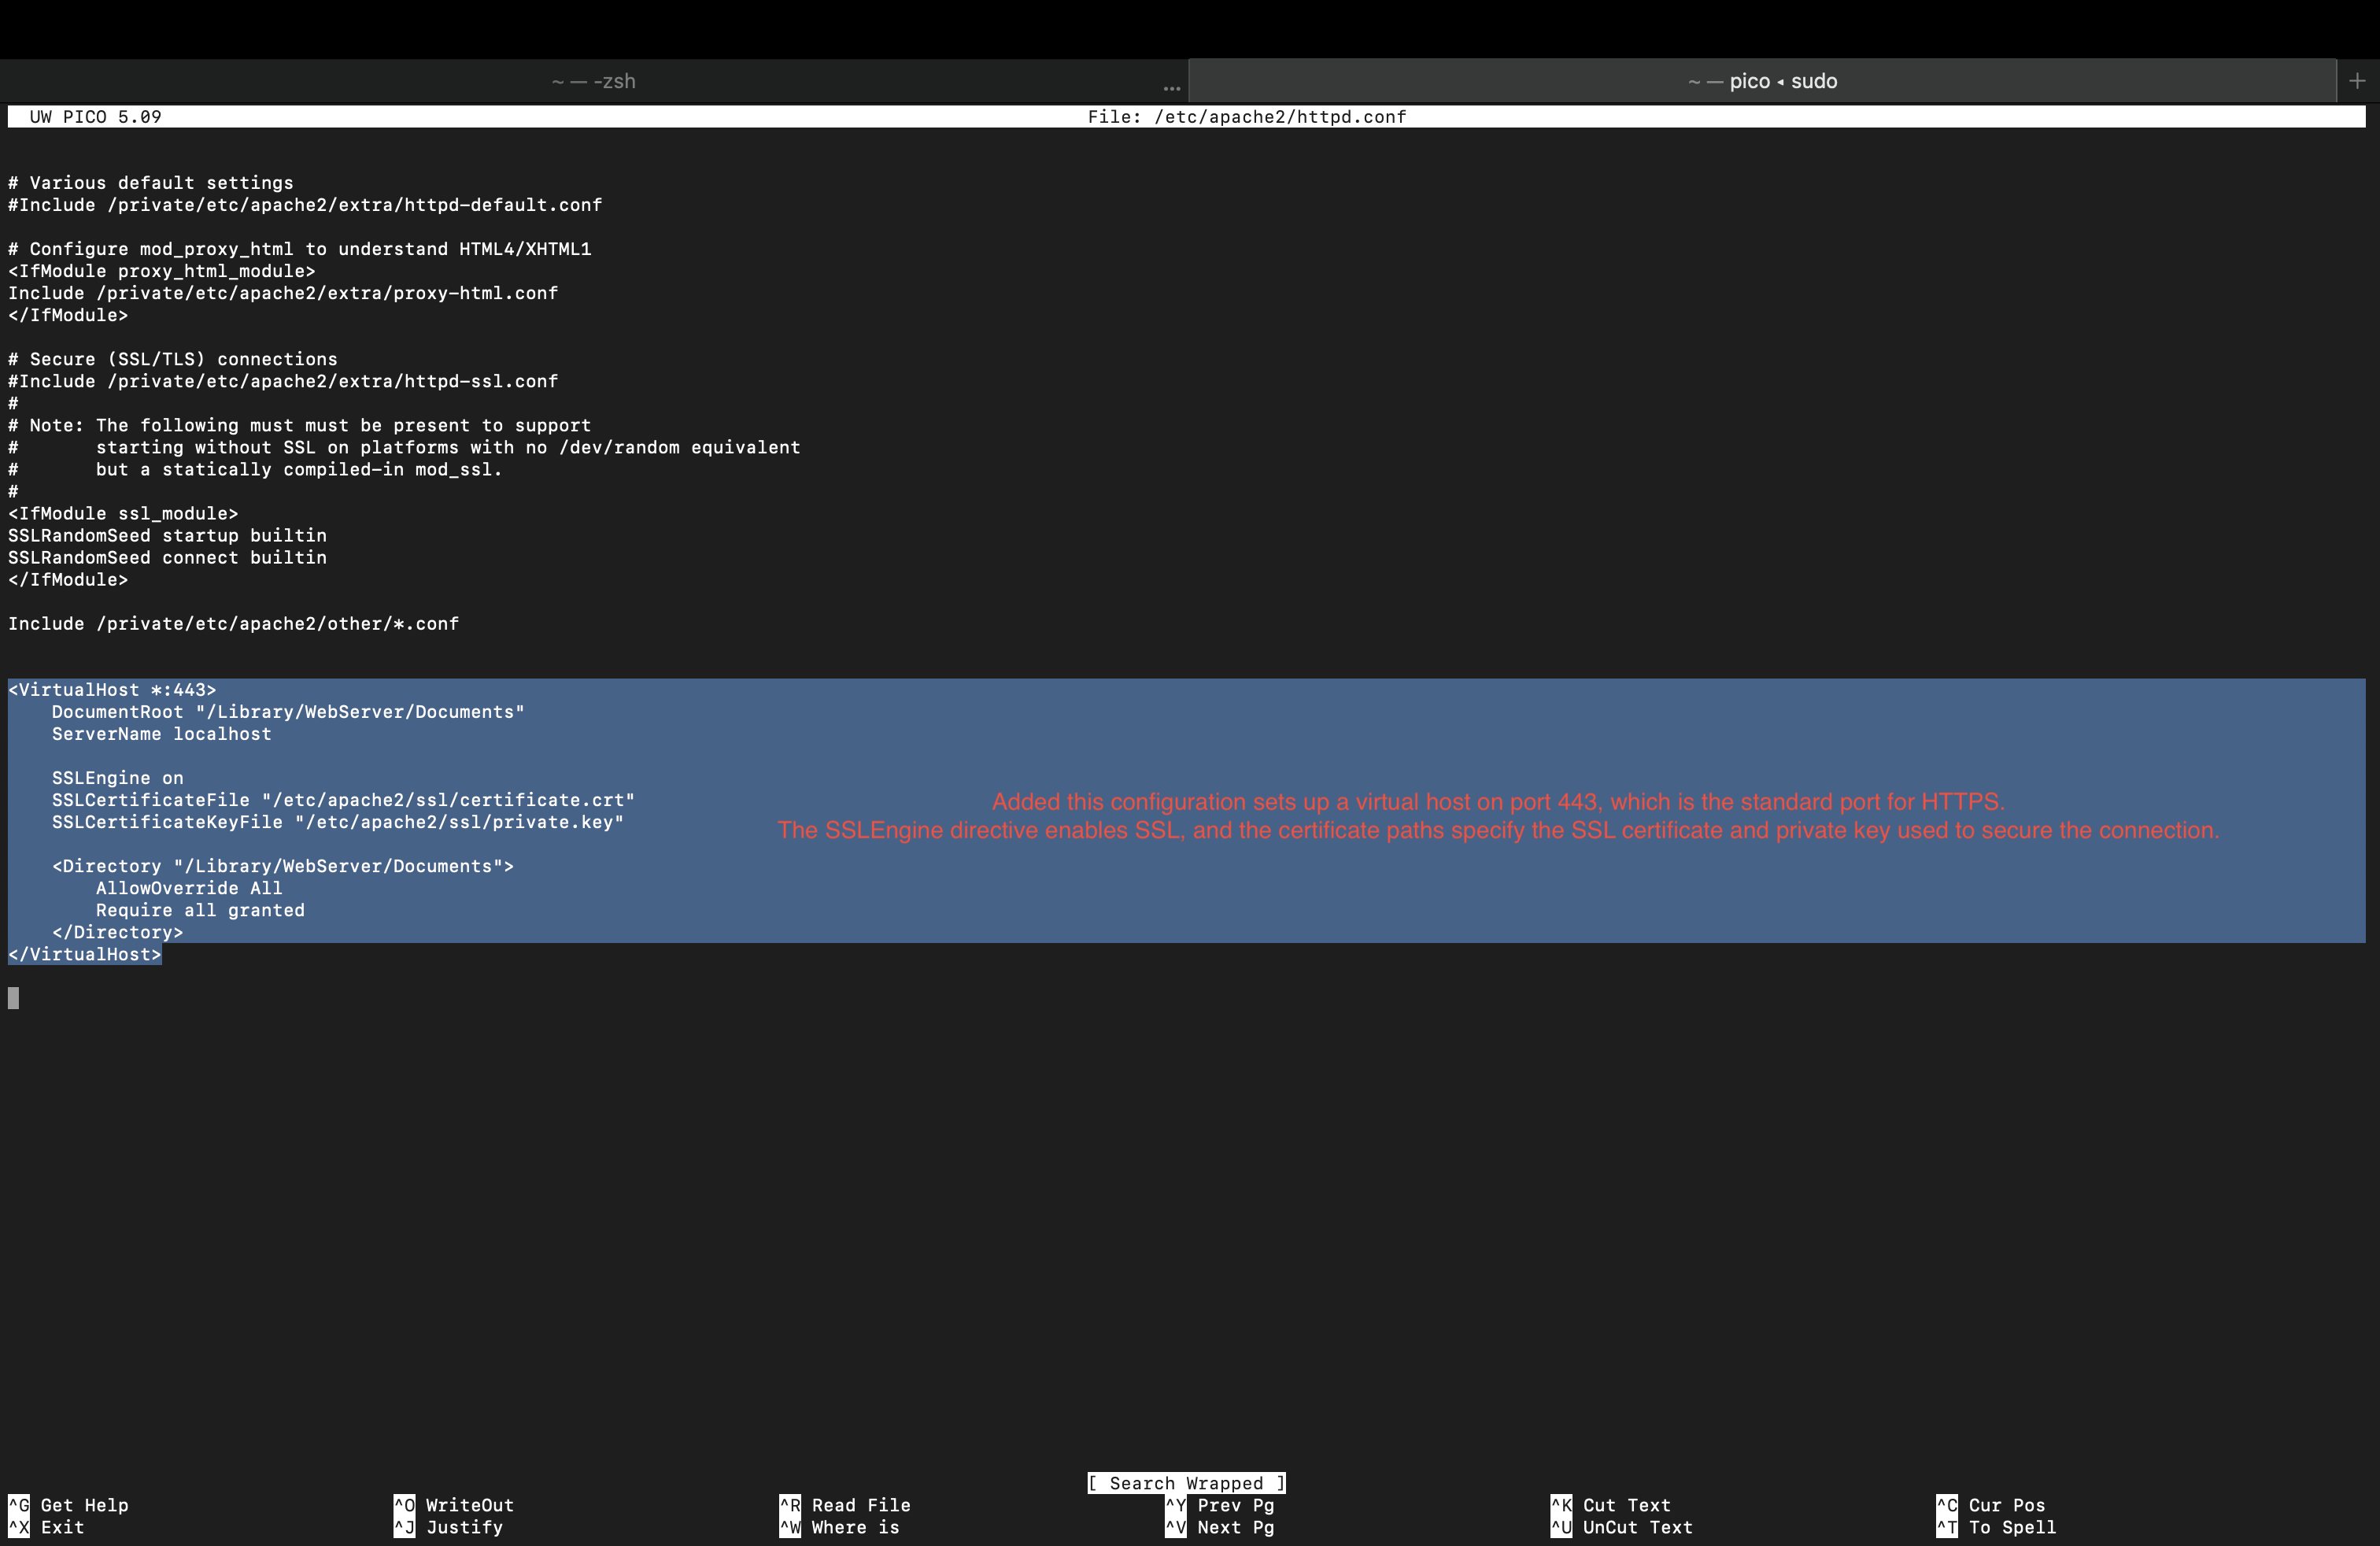 ~ — -zsh
...
~ — pico ◂ sudo
+
UW PICO 5.09
File: /etc/apache2/httpd.conf
# Various default settings
#Include /private/etc/apache2/extra/httpd-default.conf
# Configure mod_proxy_html to understand HTML4/XHTML1
<IfModule proxy_html_module>
Include /private/etc/apache2/extra/proxy-html.conf
</IfModule>
# Secure (SSL/TLS) connections
#Include /private/etc/apache2/extra/httpd-ssl.conf
#
# Note: The following must must be present to support
#       starting without SSL on platforms with no /dev/random equivalent
#       but a statically compiled-in mod_ssl.
#
<IfModule ssl_module>
SSLRandomSeed startup builtin
SSLRandomSeed connect builtin
</IfModule>
Include /private/etc/apache2/other/*.conf
<VirtualHost *:443>
    DocumentRoot "/Library/WebServer/Documents"
    ServerName localhost
    SSLEngine on
    SSLCertificateFile "/etc/apache2/ssl/certificate.crt"
    SSLCertificateKeyFile "/etc/apache2/ssl/private.key"
Added this configuration sets up a virtual host on port 443, which is the standard port for HTTPS.
The SSLEngine directive enables SSL, and the certificate paths specify the SSL certificate and private key used to secure the connection.
    <Directory "/Library/WebServer/Documents">
        AllowOverride All
        Require all granted
    </Directory>
</VirtualHost>
[ Search Wrapped ]
^G Get Help ^O WriteOut ^R Read File ^Y Prev Pg ^K Cut Text ^C Cur Pos
^X Exit ^J Justify ^W Where is ^V Next Pg ^U UnCut Text ^T To Spell